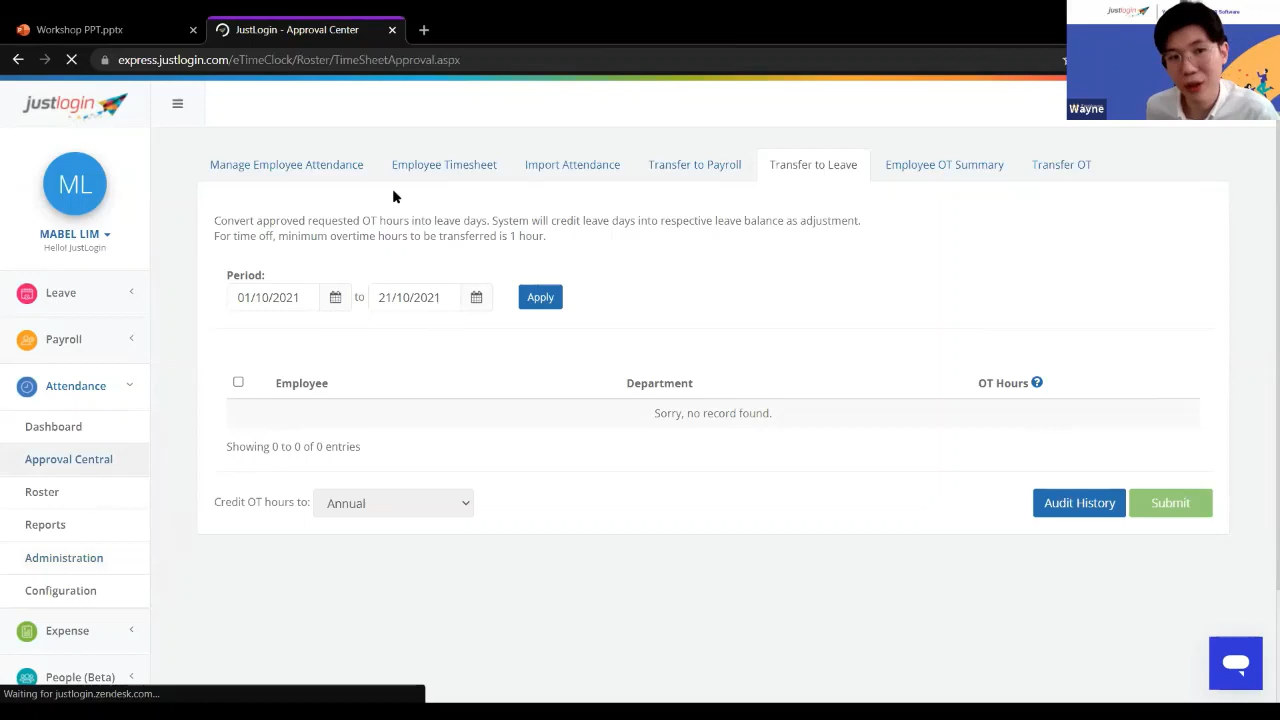 Workshop PPT.pptx
JustLogin - Approval Center
express.justlogin.com/eTimeClock/Roster/TimeSheetApproval.aspx
justlogin
justlogin
Software
Wayne
ML
MABEL LIM
Hello! JustLogin
Leave
Payroll
Attendance
Dashboard
Approval Central
Roster
Reports
Administration
Configuration
Expense
People (Beta)
Manage Employee Attendance
Employee Timesheet
Import Attendance
Transfer to Payroll
Transfer to Leave
Employee OT Summary
Transfer OT
Convert approved requested OT hours into leave days. System will credit leave days into respective leave balance as adjustment.
For time off, minimum overtime hours to be transferred is 1 hour.
Period:
01/10/2021 to 21/10/2021 Apply
Employee Department OT Hours ?
Sorry, no record found.
Showing 0 to 0 of 0 entries
Credit OT hours to: Annual Audit History Submit
Waiting for justlogin.zendesk.com...